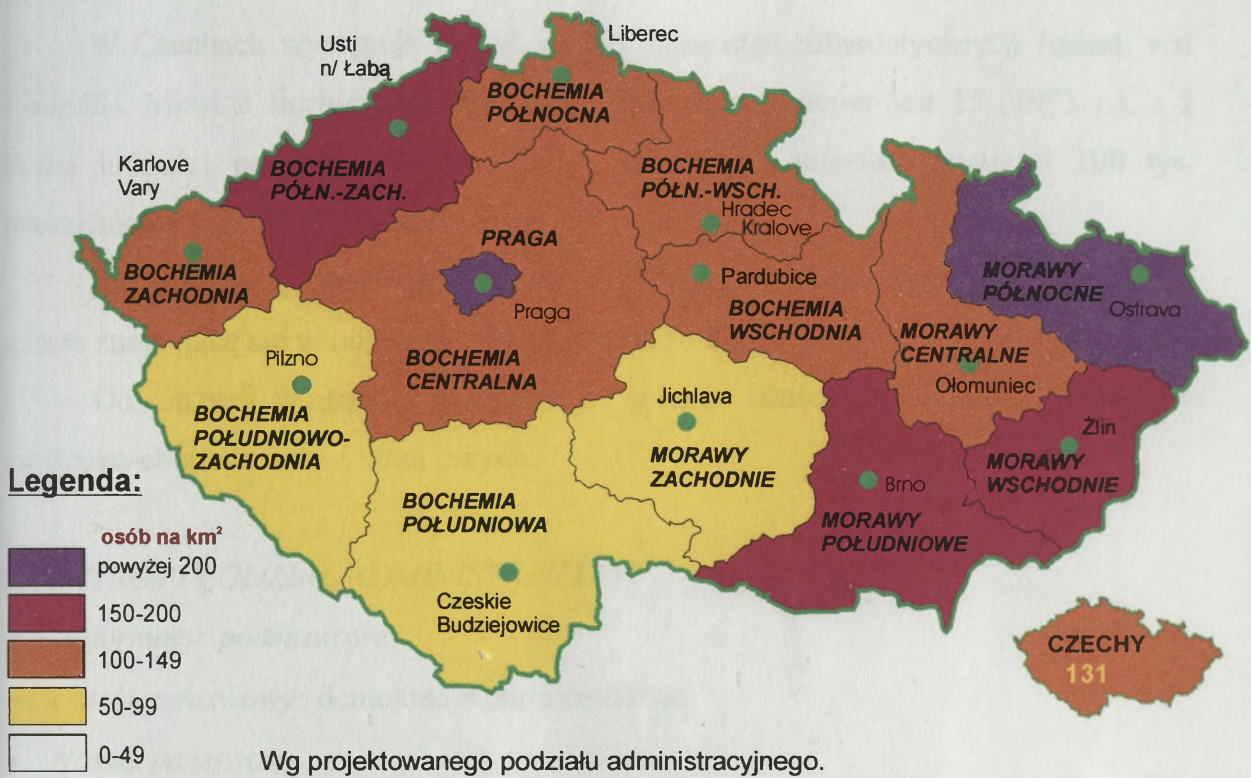 Usti
n/ Łabą
Liberec
BOCHEMIA
PÓŁNOCNA
Karlove
Vary
BOCHEMIA
PÓŁN.-ZACH.
BOCHEMIA
PÓŁN.-WSCH.
Hradec
Kralove
PRAGA
Praga
BOCHEMIA
ZACHODNIA
Pardubice
BOCHEMIA
WSCHODNIA
MORAWY
PÓŁNOCNE
Ostrava
MORAWY
CENTRALNE
Ołomuniec
Pilzno
BOCHEMIA
CENTRALNA
Jichlava
BOCHEMIA
POŁUDNIOWO-
ZACHODNIA
MORAWY
ZACHODNIE
Żlin
MORAWY
WSCHODNIE
Brno
MORAWY
POŁUDNIOWE
BOCHEMIA
POŁUDNIOWA
Czeskie
Budziejowice
Legenda:
osób na km²
powyżej 200
150-200
100-149
50-99
0-49
CZECHY
131
Wg projektowanego podziału administracyjnego.